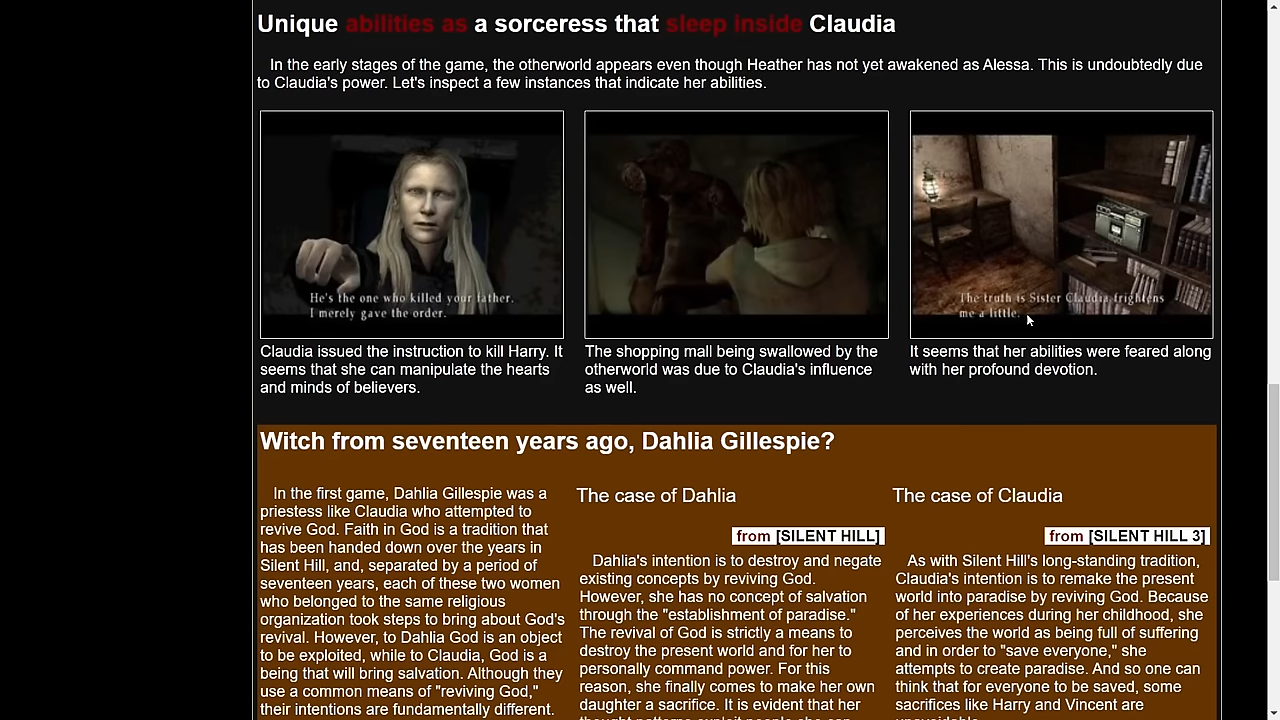 Unique abilities as a sorceress that sleep inside Claudia
In the early stages of the game, the otherworld appears even though Heather has not yet awakened as Alessa. This is undoubtedly due
to Claudia's power. Let's inspect a few instances that indicate her abilities.
He's the one who killed your father.
I merely gave the order.
The truth is Sister Claudia frightens
me a little.
Claudia issued the instruction to kill Harry. It
seems that she can manipulate the hearts
and minds of believers.
The shopping mall being swallowed by the
otherworld was due to Claudia's influence
as well.
It seems that her abilities were feared along
with her profound devotion.
Witch from seventeen years ago, Dahlia Gillespie?
In the first game, Dahlia Gillespie was a
priestess like Claudia who attempted to
revive God. Faith in God is a tradition that
has been handed down over the years in
Silent Hill, and, separated by a period of
seventeen years, each of these two women
who belonged to the same religious
organization took steps to bring about God's
revival. However, to Dahlia God is an object
to be exploited, while to Claudia, God is a
being that will bring salvation. Although they
use a common means of "reviving God,"
their intentions are fundamentally different.
The case of Dahlia
from [SILENT HILL]
Dahlia's intention is to destroy and negate
existing concepts by reviving God.
However, she has no concept of salvation
through the "establishment of paradise."
The revival of God is strictly a means to
destroy the present world and for her to
personally command power. For this
reason, she finally comes to make her own
daughter a sacrifice. It is evident that her
thought patterns exploit people she can
The case of Claudia
from [SILENT HILL 3]
As with Silent Hill's long-standing tradition,
Claudia's intention is to remake the present
world into paradise by reviving God. Because
of her experiences during her childhood, she
perceives the world as being full of suffering
and in order to "save everyone," she
attempts to create paradise. And so one can
think that for everyone to be saved, some
sacrifices like Harry and Vincent are